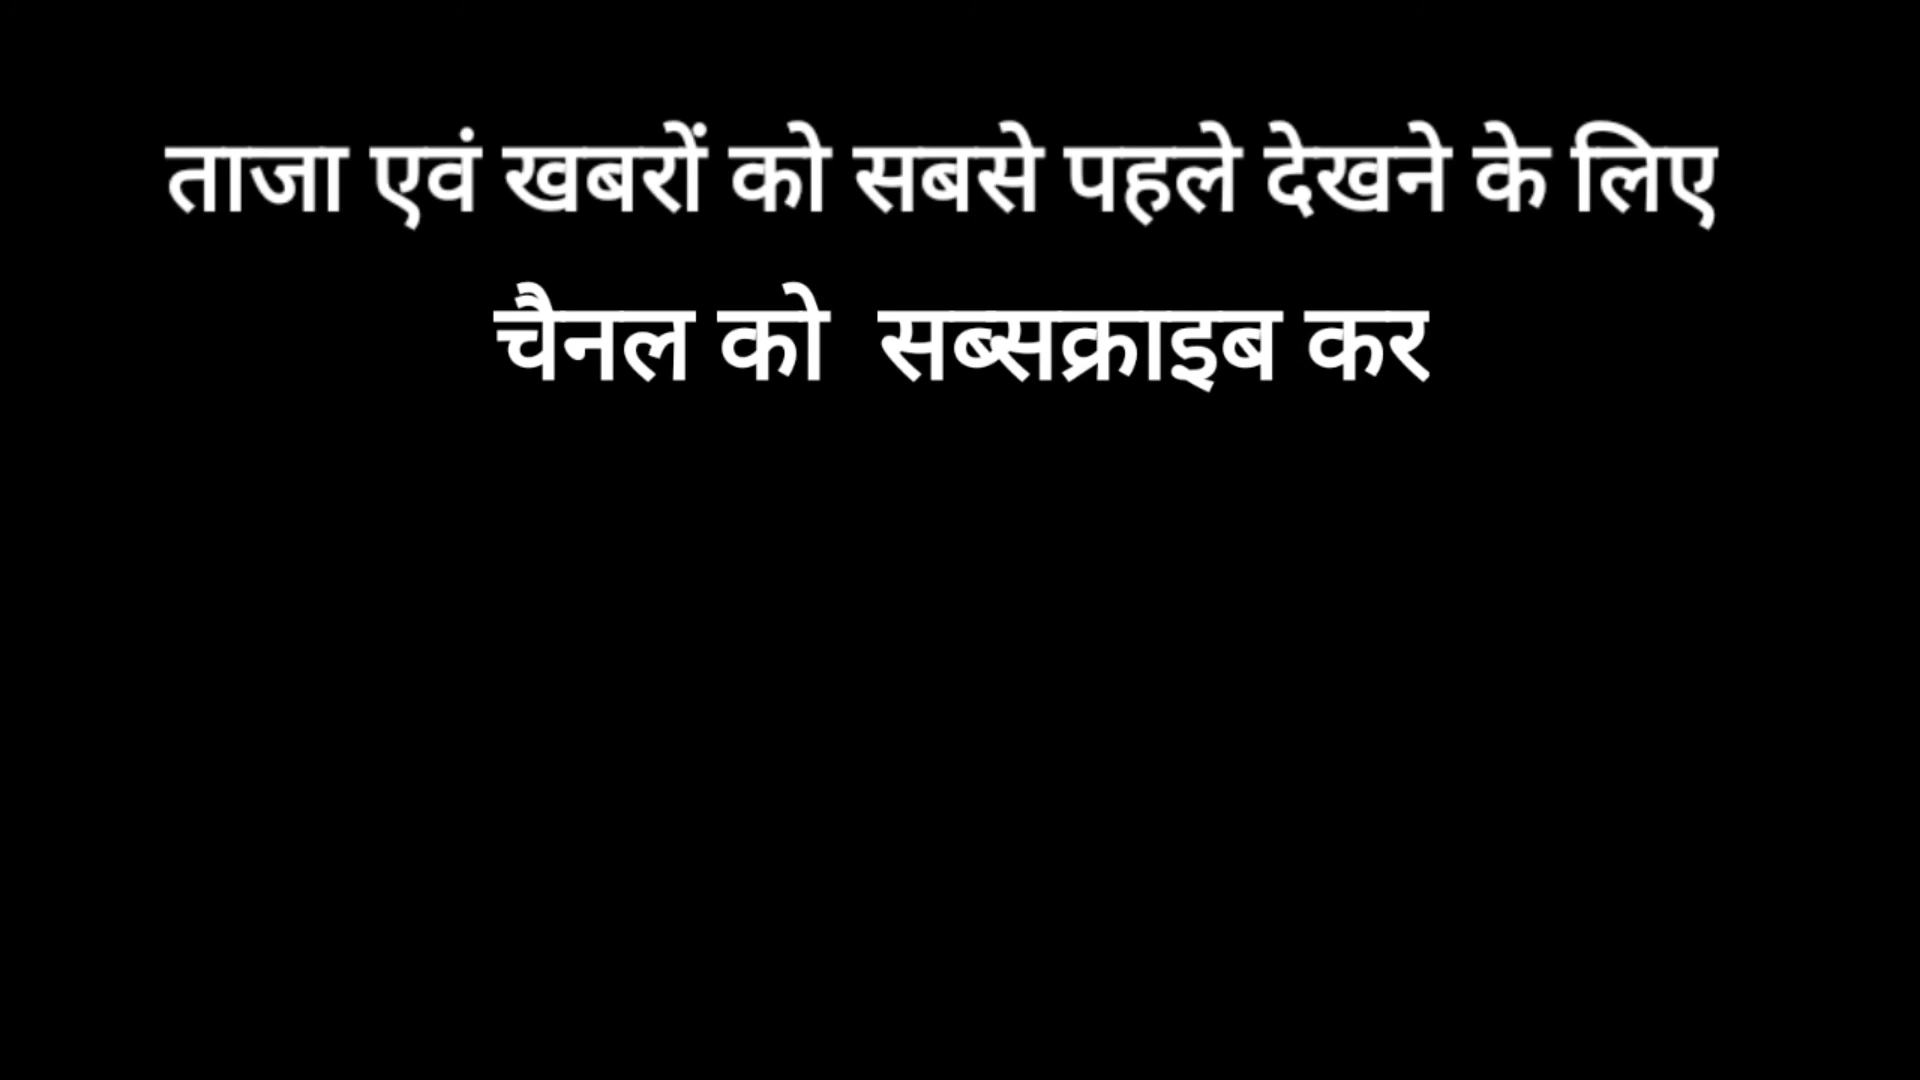 ताजा एवं खबरों को सबसे पहले देखने के लिए
चैनल को  सब्सक्राइब कर